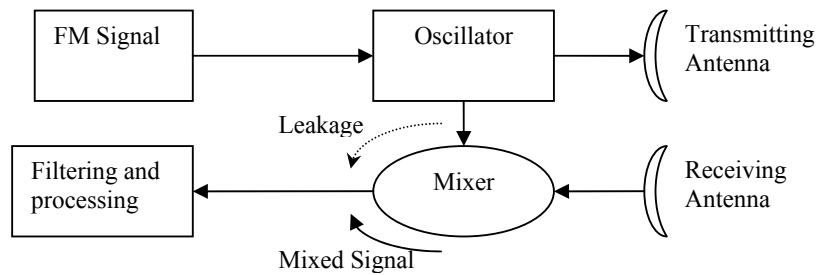 FM Signal
Oscillator
Transmitting
Antenna
Leakage
Filtering and
processing
Mixer
Receiving
Antenna
Mixed Signal